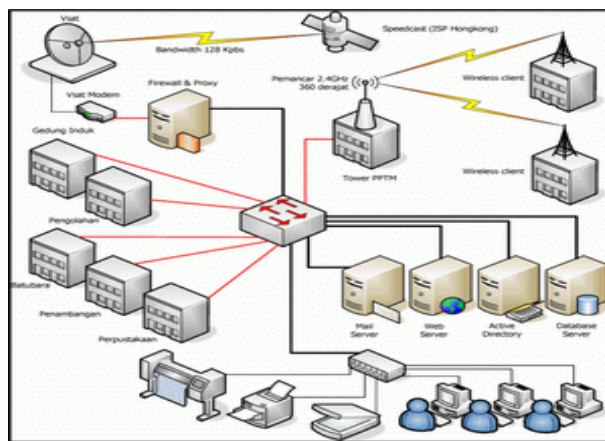 Vsat
Bandwidth 128 Kpbs
Speedcast (ISP Hongkong)
Vsat Modem
Firewall & Proxy
Pemancar 2.4GHz
360 derajat
Wireless client
Gedung Induk
Tower PPTM
Wireless client
Pengolahan
Batubara
Penambangan
Perpustakaan
Mail
Server
Web
Server
Active
Directory
Database
Server